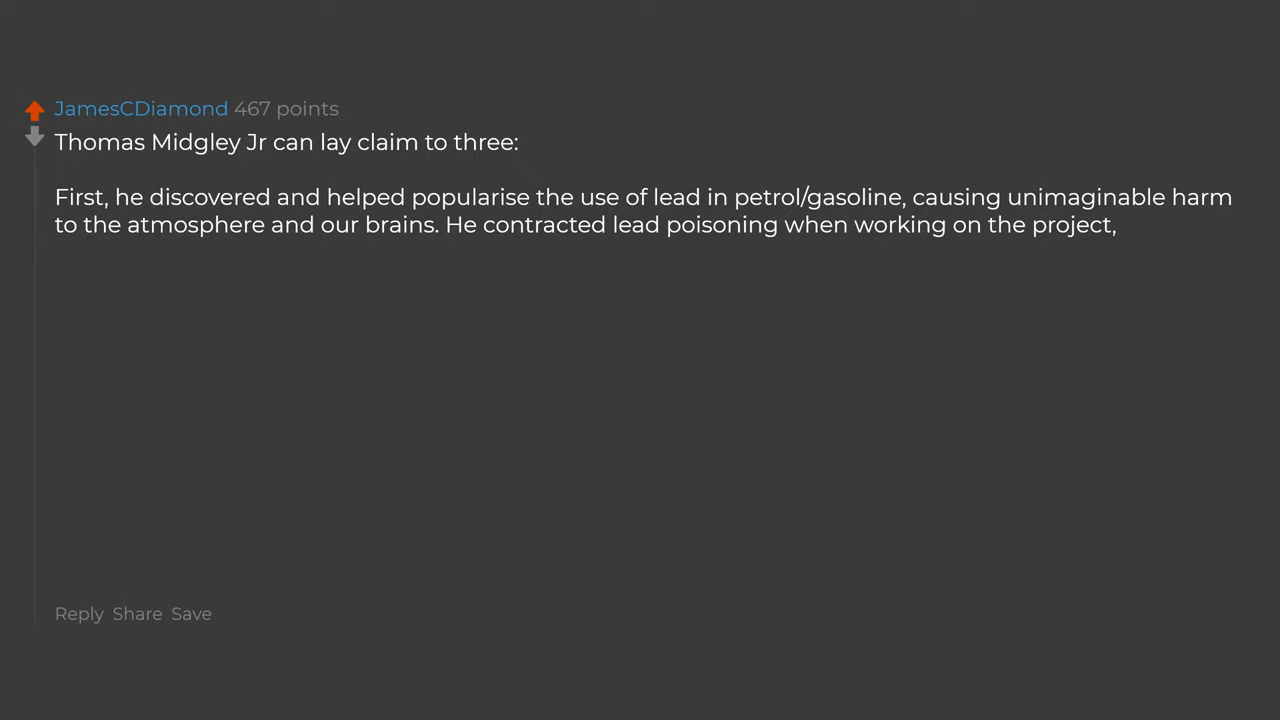 JamesCDiamond 467 points
Thomas Midgley Jr can lay claim to three:
First, he discovered and helped popularise the use of lead in petrol/gasoline, causing unimaginable harm
to the atmosphere and our brains. He contracted lead poisoning when working on the project,
Reply Share Save